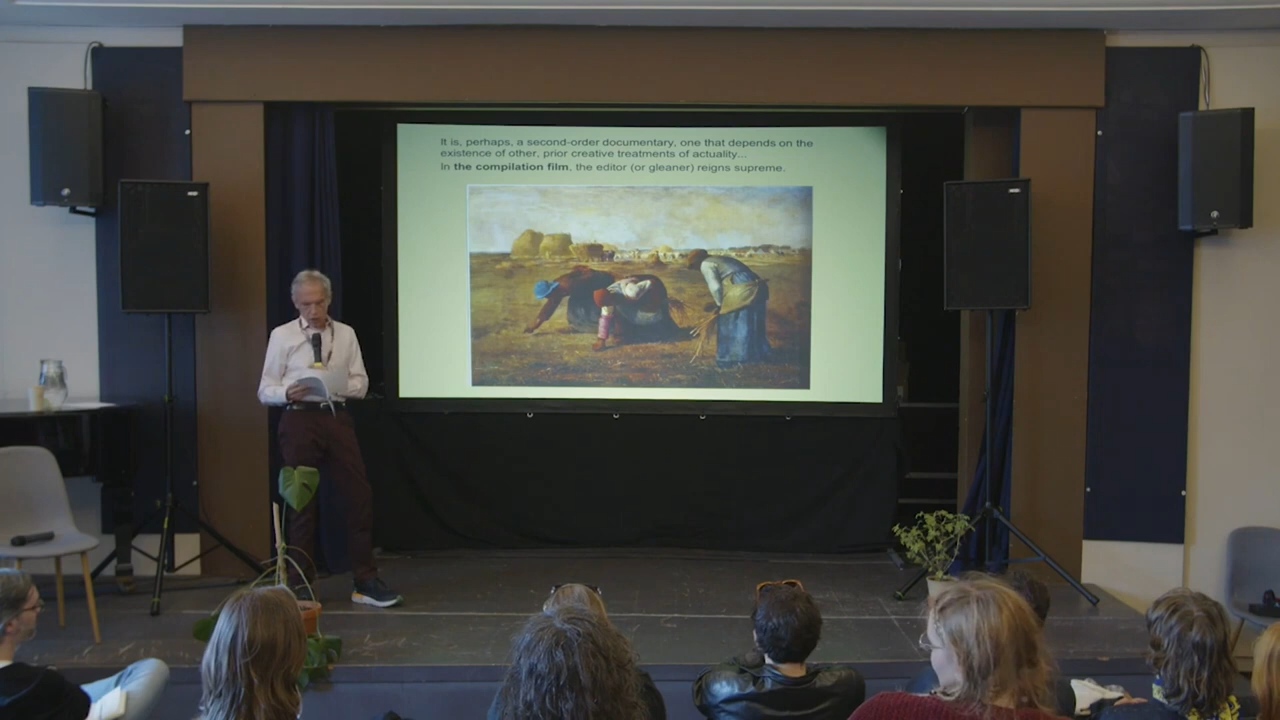 It is, perhaps, a second-order documentary, one that depends on the
existence of other, prior creative treatments of actuality...
In the compilation film, the editor (or gleaner) reigns supreme.